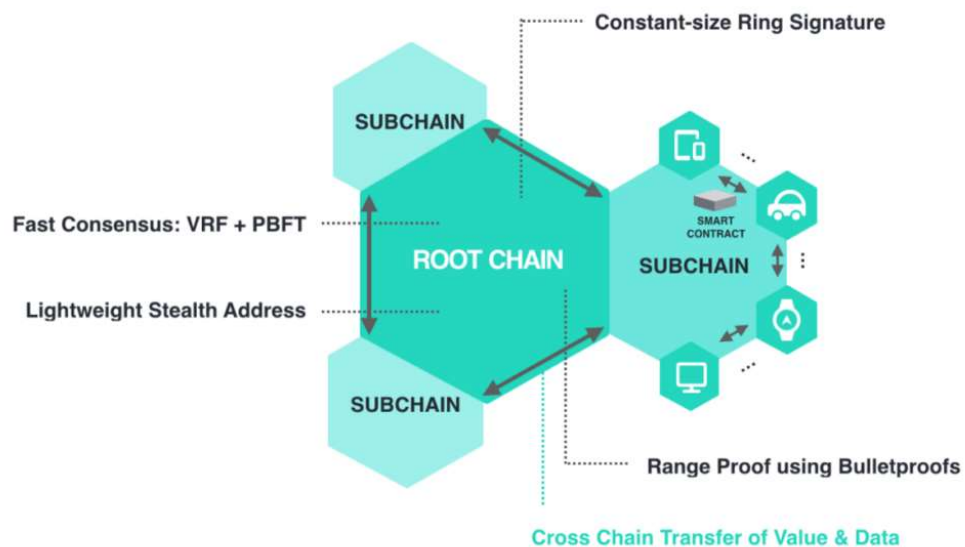 Constant-size Ring Signature
SUBCHAIN
Fast Consensus: VRF + PBFT
SMART
CONTRACT
ROOT CHAIN
SUBCHAIN
Lightweight Stealth Address
SUBCHAIN
Range Proof using Bulletproofs
Cross Chain Transfer of Value & Data